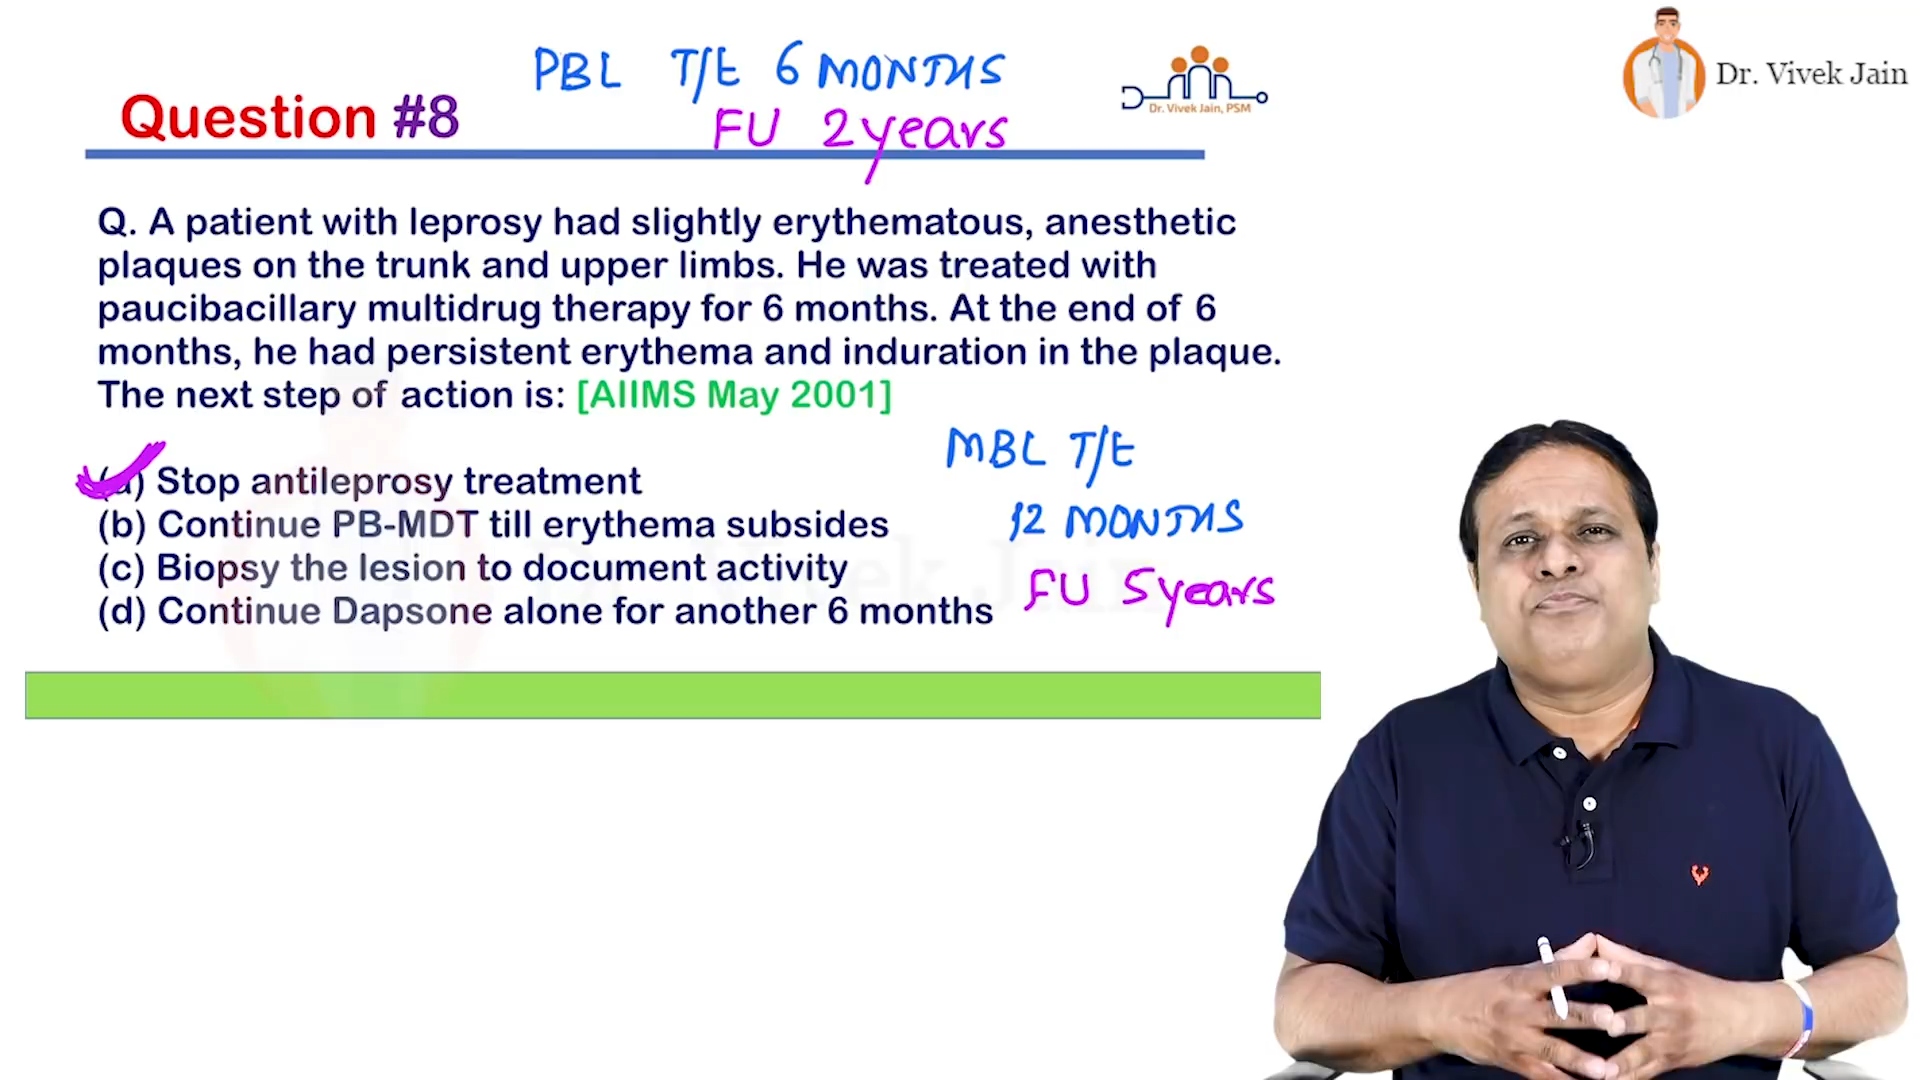 PBL T/E 6 MONTHS
FU 2 years
Question #8
Dr. Vivek Jain, PSM
Dr. Vivek Jain
Q. A patient with leprosy had slightly erythematous, anesthetic
plaques on the trunk and upper limbs. He was treated with
paucibacillary multidrug therapy for 6 months. At the end of 6
months, he had persistent erythema and induration in the plaque.
The next step of action is: [AIIMS May 2001]
(a) Stop antileprosy treatment
(b) Continue PB-MDT till erythema subsides
(c) Biopsy the lesion to document activity
(d) Continue Dapsone alone for another 6 months
MBL T/E
12 MONTHS
FU 5 years
Dr. Vivek Jain